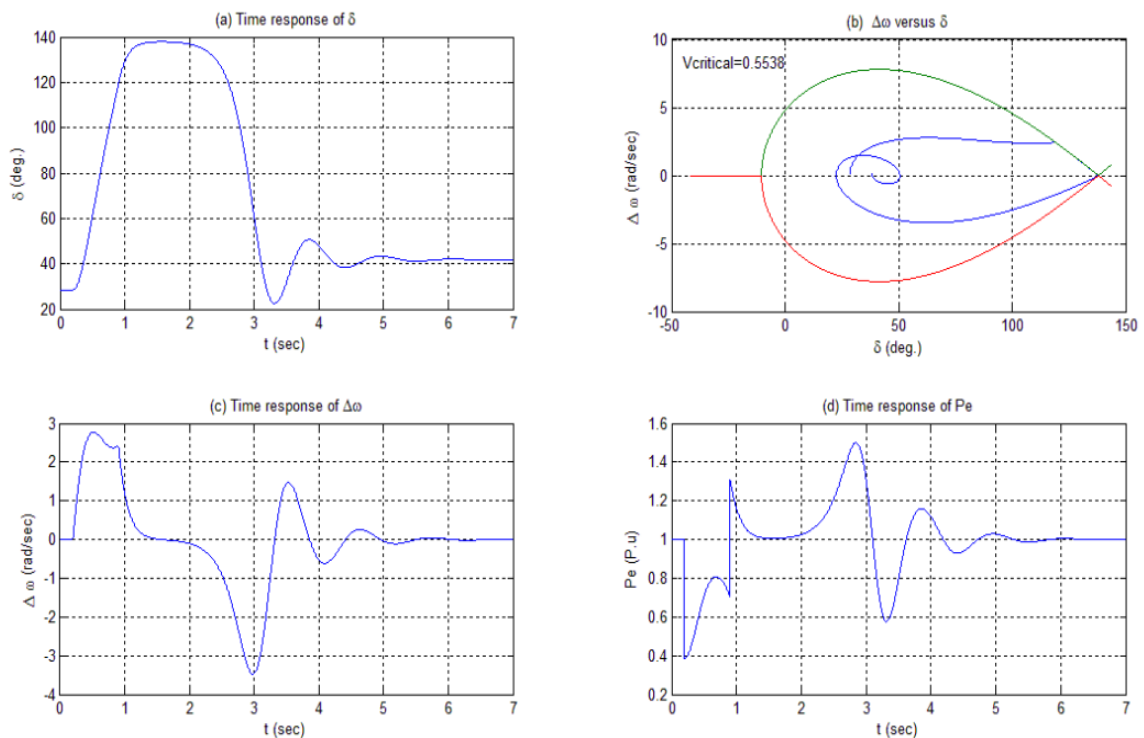 (a) Time response of δ
δ (deg.)
140
120
100
80
60
40
20
0 1 2 3 4 5 6 7
t (sec)
(b) Δω versus δ
Vcritical=0.5538
Δ ω (rad/sec)
10
5
0
-5
-10
-50 0 50 100 150
δ (deg.)
(c) Time response of Δω
Δ ω (rad/sec)
3
2
1
0
-1
-2
-3
-4
0 1 2 3 4 5 6 7
t (sec)
(d) Time response of Pe
Pe (P.u)
1.6
1.4
1.2
1
0.8
0.6
0.4
0.2
0 1 2 3 4 5 6 7
t (sec)